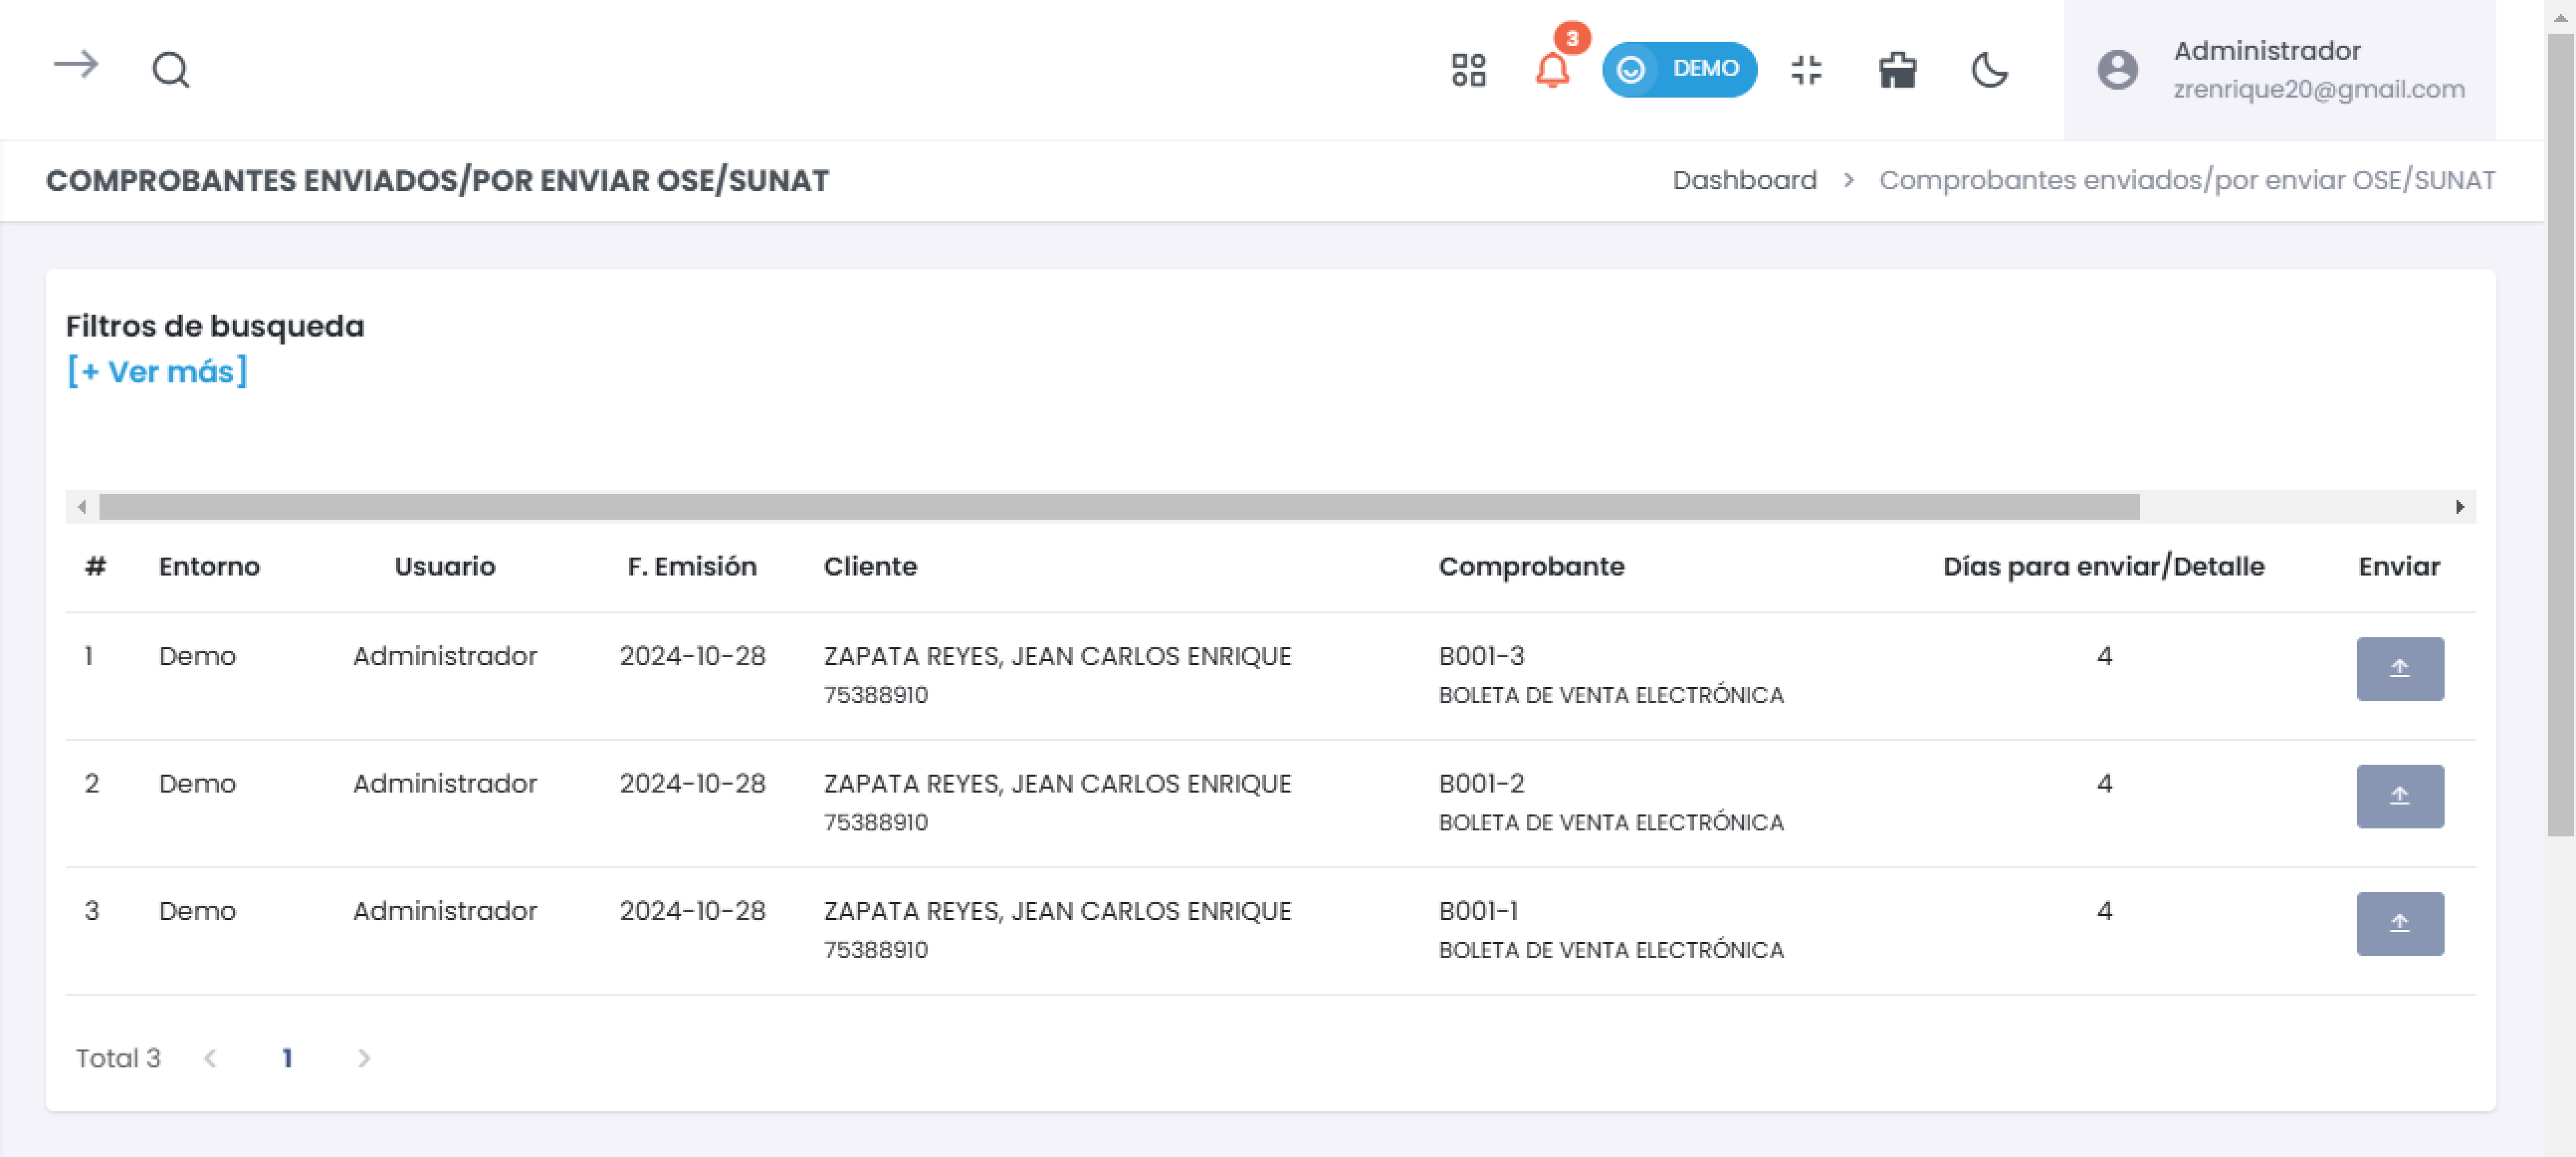 3
DEMO
Administrador
zrenrique20@gmail.com
COMPROBANTES ENVIADOS/POR ENVIAR OSE/SUNAT
Dashboard > Comprobantes enviados/por enviar OSE/SUNAT
Filtros de busqueda
[+ Ver más]
# Entorno Usuario F. Emisión Cliente Comprobante Días para enviar/Detalle Enviar
1 Demo Administrador 2024-10-28 ZAPATA REYES, JEAN CARLOS ENRIQUE B001-3 4
75388910 BOLETA DE VENTA ELECTRÓNICA
2 Demo Administrador 2024-10-28 ZAPATA REYES, JEAN CARLOS ENRIQUE B001-2 4
75388910 BOLETA DE VENTA ELECTRÓNICA
3 Demo Administrador 2024-10-28 ZAPATA REYES, JEAN CARLOS ENRIQUE B001-1 4
75388910 BOLETA DE VENTA ELECTRÓNICA
Total 3 < 1 >